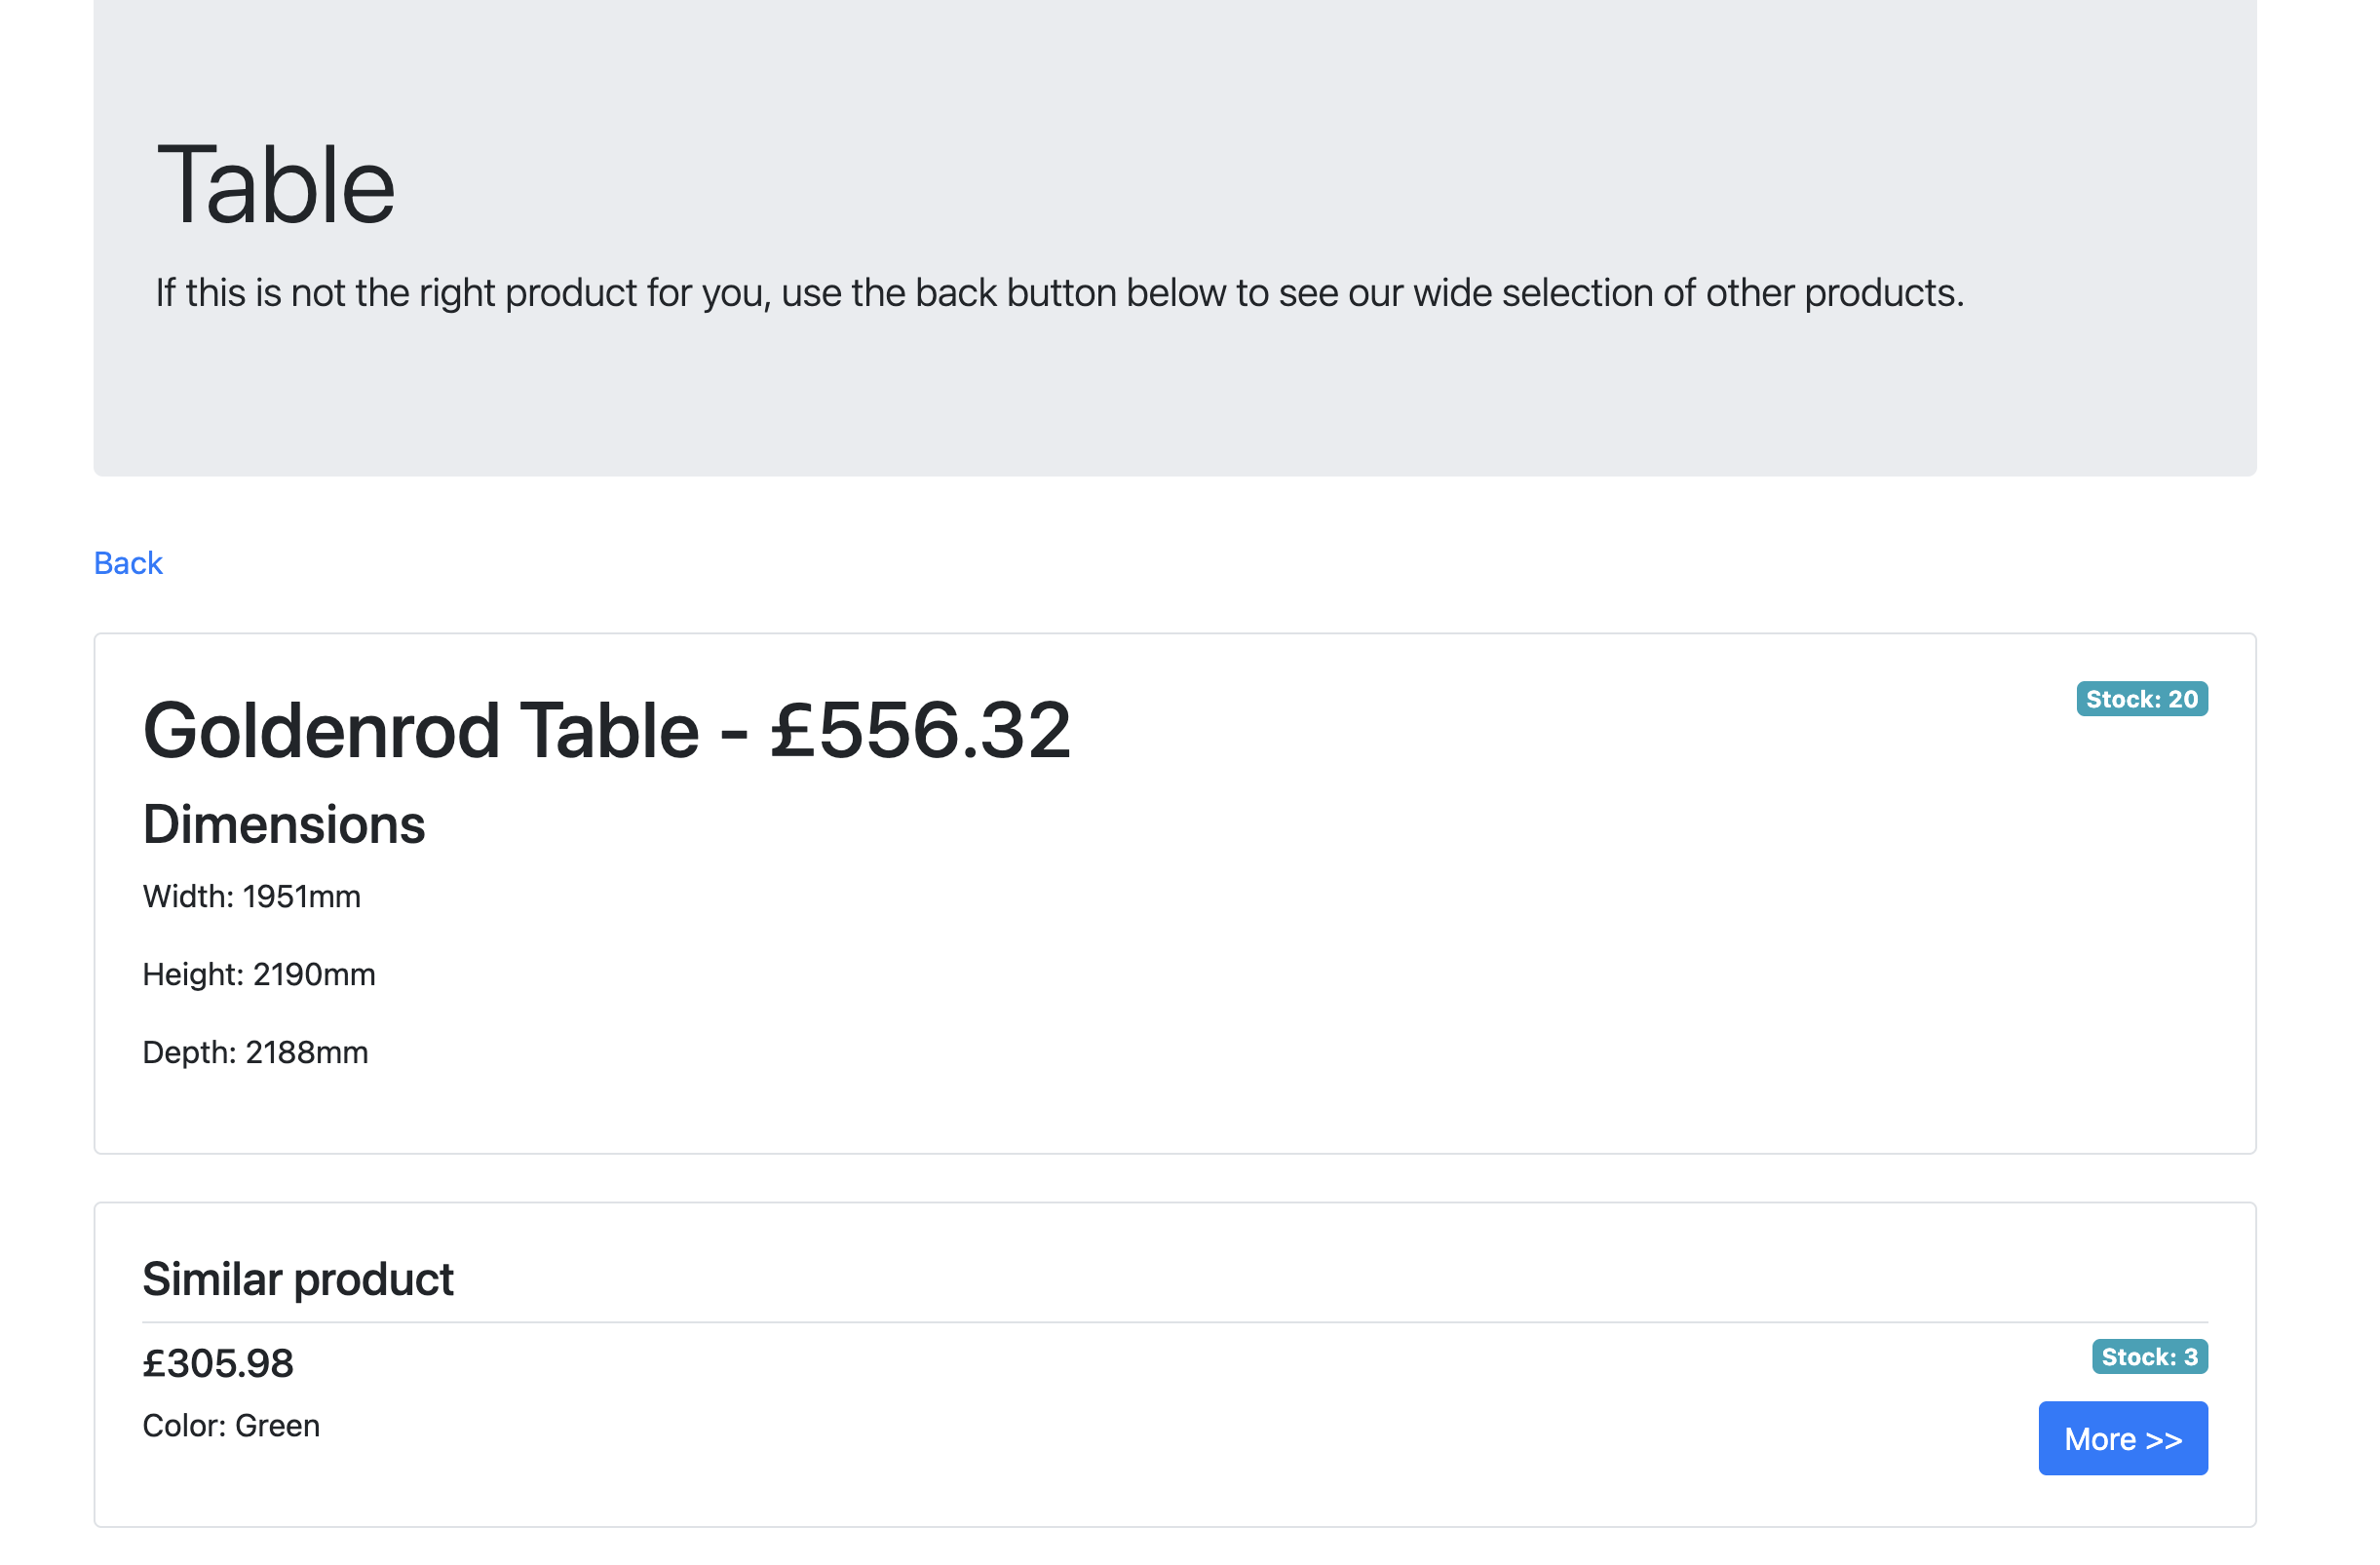 Table
If this is not the right product for you, use the back button below to see our wide selection of other products.
Back
Goldenrod Table - £556.32
Stock: 20
Dimensions
Width: 1951mm
Height: 2190mm
Depth: 2188mm
Similar product
£305.98
Stock: 3
Color: Green
More >>